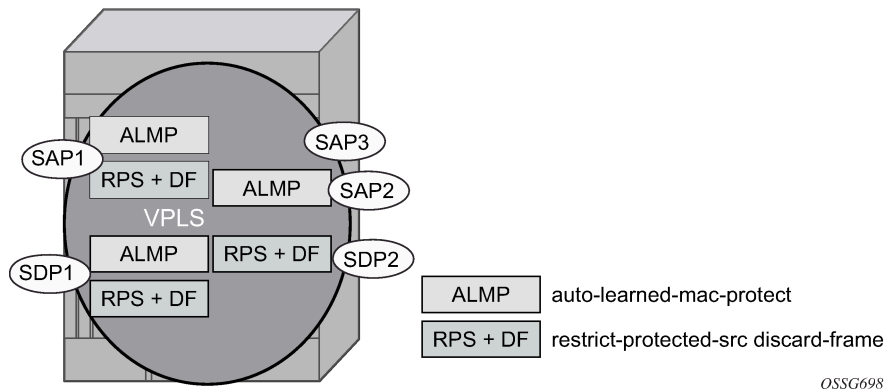 ALMP
SAP3
SAP1
RPS + DF
ALMP
SAP2
VPLS
ALMP
RPS + DF
SDP2
SDP1
RPS + DF
ALMP
auto-learned-mac-protect
RPS + DF
restrict-protected-src discard-frame
OSSG698